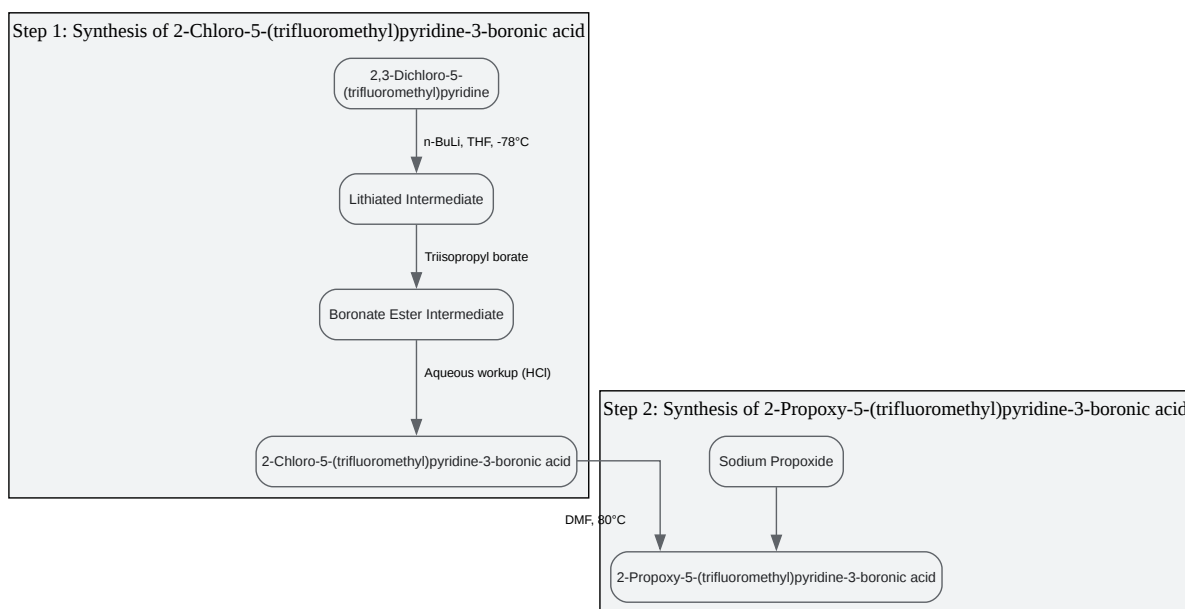 Step 1: Synthesis of 2-Chloro-5-(trifluoromethyl)pyridine-3-boronic acid
2,3-Dichloro-5-
(trifluoromethyl)pyridine
n-BuLi, THF, -78°C
Lithiated Intermediate
Triisopropyl borate
Boronate Ester Intermediate
Aqueous workup (HCl)
2-Chloro-5-(trifluoromethyl)pyridine-3-boronic acid
Step 2: Synthesis of 2-Propoxy-5-(trifluoromethyl)pyridine-3-boronic acid
Sodium Propoxide
DMF, 80°C
2-Propoxy-5-(trifluoromethyl)pyridine-3-boronic acid